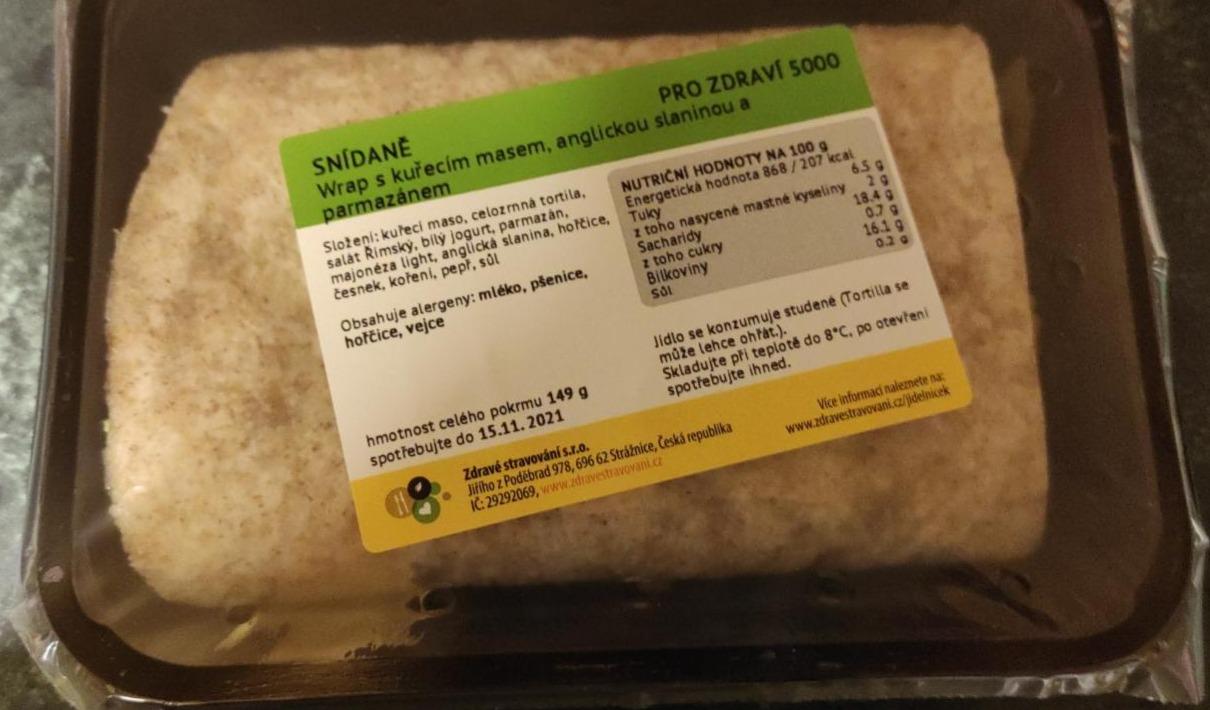 PRO ZDRAVÍ 5000
SNÍDANĚ
Wrap s kuřecím masem, anglickou slaninou a
parmazánem
Složení: kuřecí maso, celozrnná tortila,
salát Římský, bílý jogurt, parmazán,
majonéza light, anglická slanina, hořčice,
česnek, koření, pepř, sůl
Obsahuje alergeny: mléko, pšenice,
hořčice, vejce
hmotnost celého pokrmu 149 g
spotřebujte do 15.11.2021
NUTRIČNÍ HODNOTY NA 100 g
Energetická hodnota 868 / 207 kcal
Tuky 6.5 g
z toho nasycené mastné kyseliny 2 g
Sacharidy 18.4 g
z toho cukry 0.7 g
Bílkoviny 16.1 g
Sůl 0.2 g
Jídlo se konzumuje studené (Tortilla se
může lehce ohřát.).
Skladujte při teplotě do 8°C, po otevření
spotřebujte ihned.
Zdravé stravování s.r.o.
Jiřího z Poděbrad 978, 696 62 Strážnice, Česká republika
IČ: 29292069, www.zdravestravovani.cz
Více informací naleznete na:
www.zdravestravovani.cz/jidelnicek